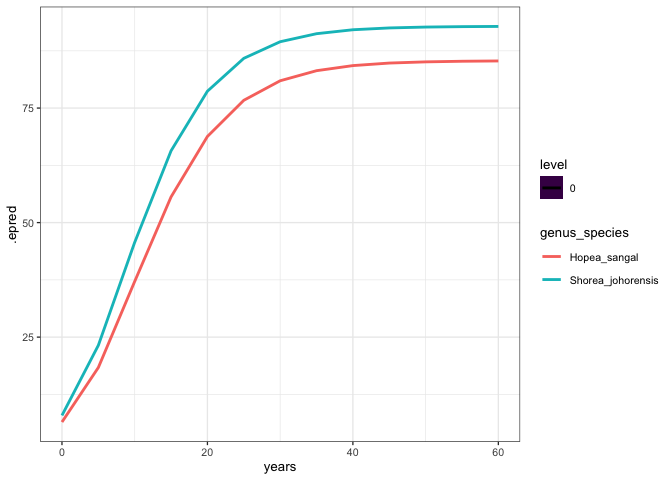 75
50
25
.epred
0
20
40
60
years
level
0
genus_species
Hopea_sangal
Shorea_johorensis